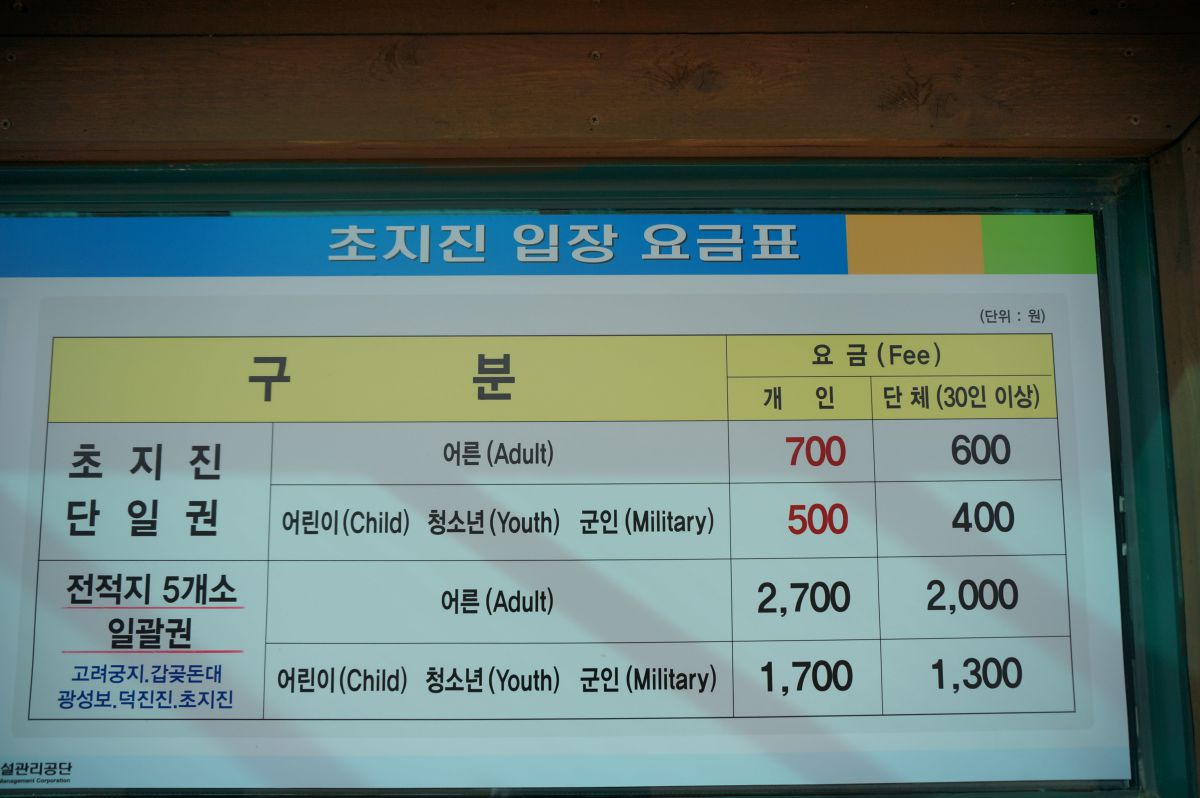 초지진 입장 요금표
(단위 : 원)
구 분
요 금 (Fee)
개 인
단 체 (30인 이상)
초 지 진
단 일 권
어른 (Adult)
700
600
어린이 (Child) 청소년 (Youth) 군인 (Military)
500
400
전적지 5개소
일괄권
고려궁지.갑곶돈대
광성보.덕진진.초지진
어른 (Adult)
2,700
2,000
어린이 (Child) 청소년 (Youth) 군인 (Military)
1,700
1,300
설관리공단
Management Corporation